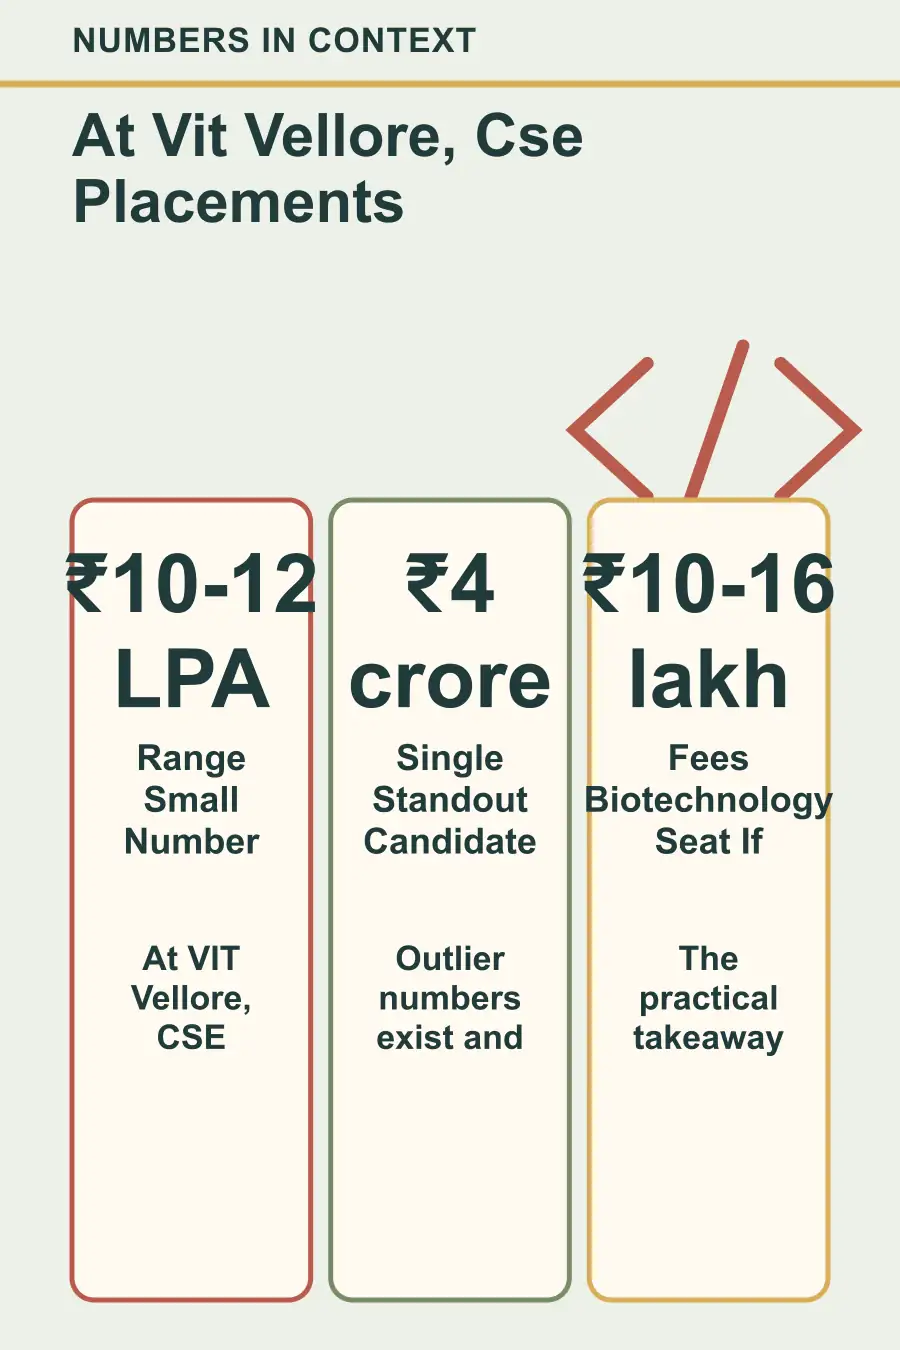 NUMBERS IN CONTEXT
At Vit Vellore, Cse
Placements
₹10-12
LPA
Range
Small
Number
At VIT
Vellore,
CSE
₹4
crore
Single
Standout
Candidate
Outlier
numbers
exist and
₹10-16
lakh
Fees
Biotechnology
Seat If
The
practical
takeaway